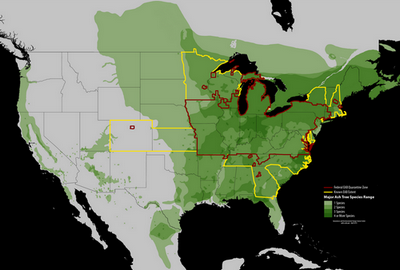 Federal EAB Quarantine Zone
Known EAB Extent
Major Ash Tree Species Range
1 Species
2 Species
3 Species
4 or More Species